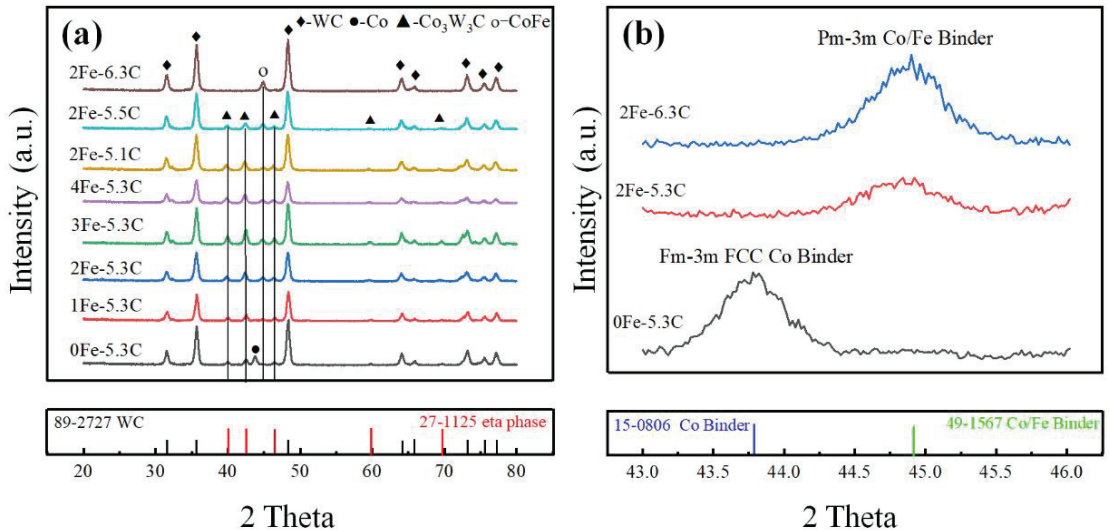 (a)
◆-WC ●-Co ▲-Co₃W₃C o-CoFe
2Fe-6.3C
2Fe-5.5C
2Fe-5.1C
4Fe-5.3C
3Fe-5.3C
2Fe-5.3C
1Fe-5.3C
0Fe-5.3C
Intensity (a.u.)
89-2727 WC
27-1125 eta phase
20 30 40 50 60 70 80
2 Theta
(b)
Pm-3m Co/Fe Binder
2Fe-6.3C
2Fe-5.3C
Fm-3m FCC Co Binder
0Fe-5.3C
Intensity (a.u.)
15-0806 Co Binder
49-1567 Co/Fe Binder
43.0 43.5 44.0 44.5 45.0 45.5 46.0
2 Theta